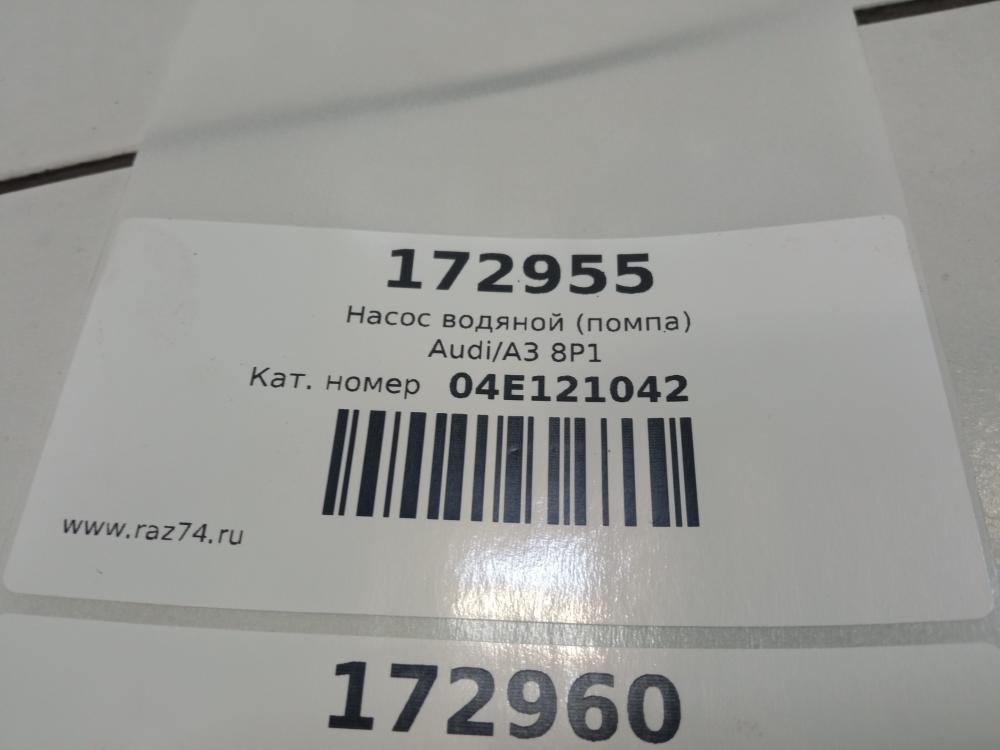 172955
Насос водяной (помпа)
Audi/A3 8P1
Кат. номер 04E121042
www.raz74.ru
172960